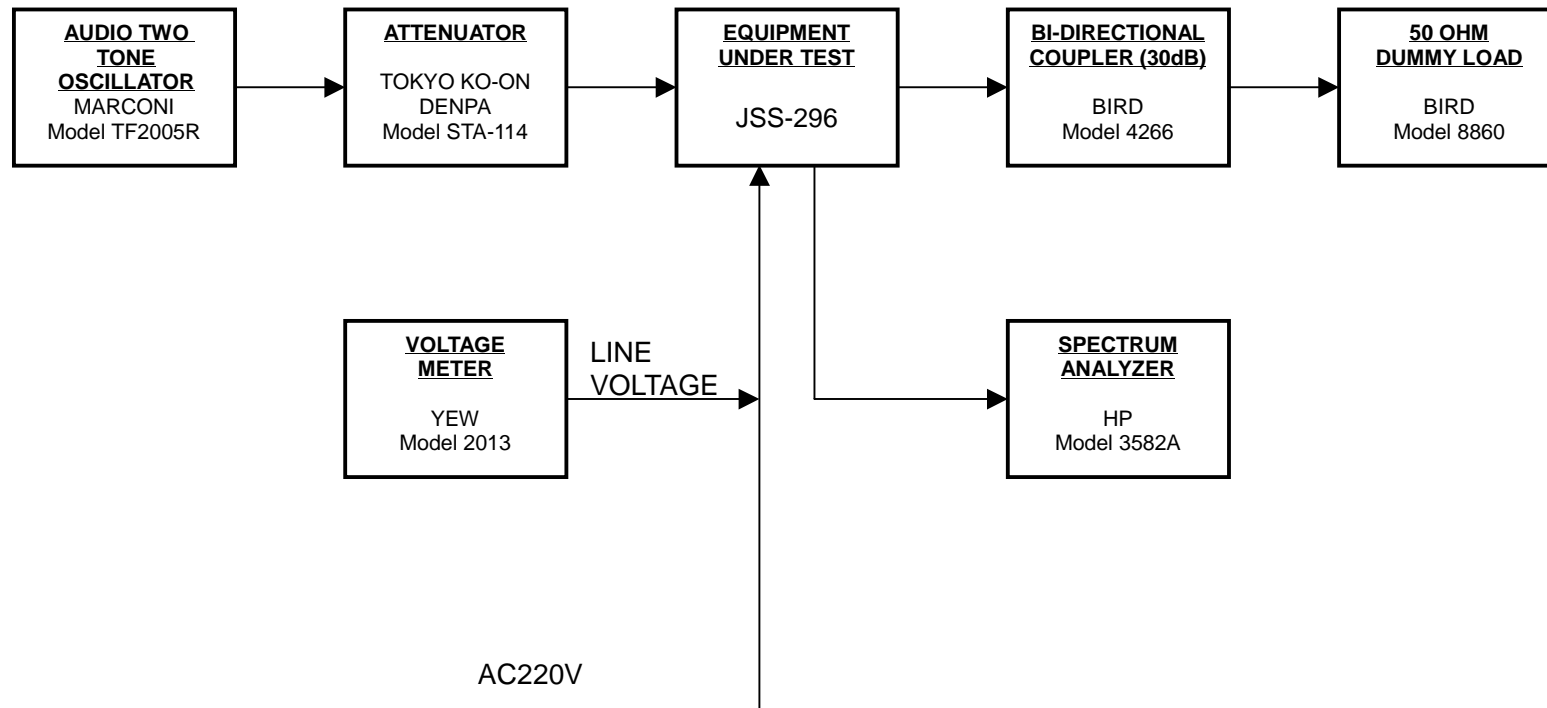 AUDIO TWO
TONE
OSCILLATOR
MARCONI
Model TF2005R
ATTENUATOR
TOKYO KO-ON
DENPA
Model STA-114
EQUIPMENT
UNDER TEST
JSS-296
BI-DIRECTIONAL
COUPLER (30dB)
BIRD
Model 4266
50 OHM
DUMMY LOAD
BIRD
Model 8860
VOLTAGE
METER
YEW
Model 2013
LINE
VOLTAGE
SPECTRUM
ANALYZER
HP
Model 3582A
AC220V